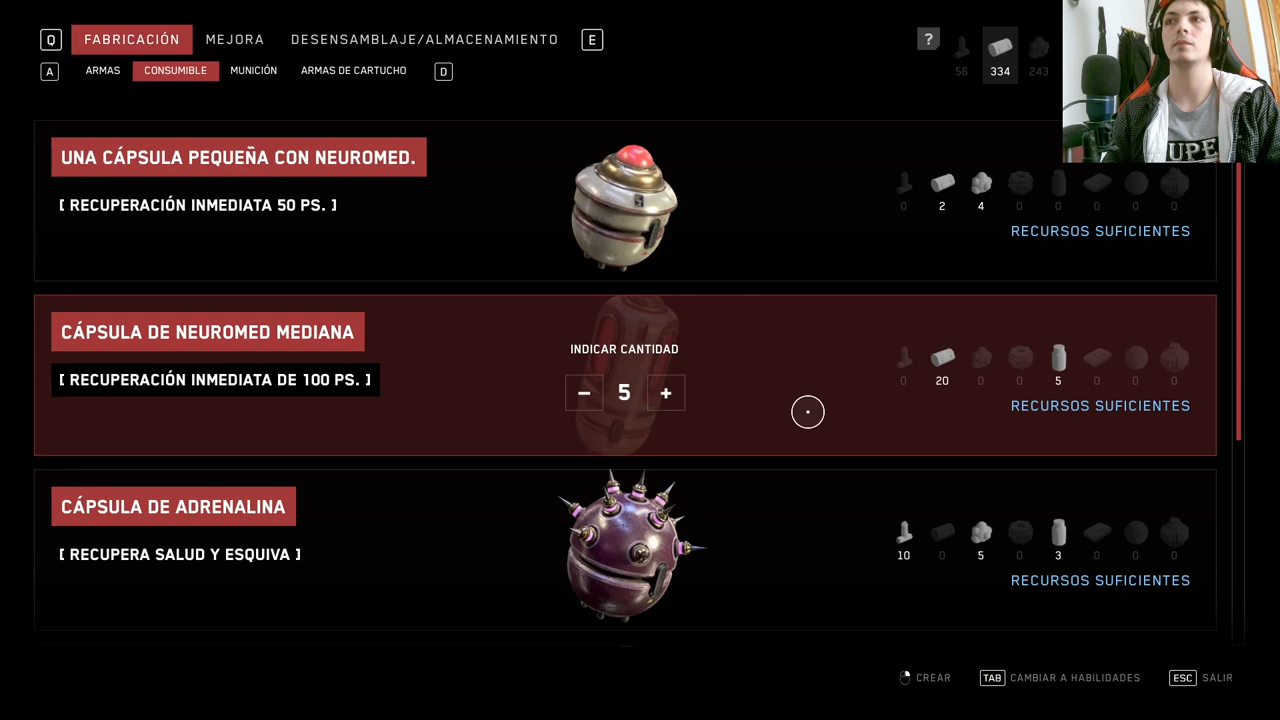 Q FABRICACIÓN MEJORA DESENSAMBLAJE/ALMACENAMIENTO E
?
56 334 243
A ARMAS CONSUMIBLE MUNICIÓN ARMAS DE CARTUCHO D
UNA CÁPSULA PEQUEÑA CON NEUROMED.
[ RECUPERACIÓN INMEDIATA 50 PS. ]
0 2 4 0 0 0 0 0
RECURSOS SUFICIENTES
CÁPSULA DE NEUROMED MEDIANA
[ RECUPERACIÓN INMEDIATA DE 100 PS. ]
INDICAR CANTIDAD
– 5 +
0 20 0 0 5 0 0 0
RECURSOS SUFICIENTES
CÁPSULA DE ADRENALINA
[ RECUPERA SALUD Y ESQUIVA ]
10 0 5 0 3 0 0 0
RECURSOS SUFICIENTES
CREAR TAB CAMBIAR A HABILIDADES ESC SALIR